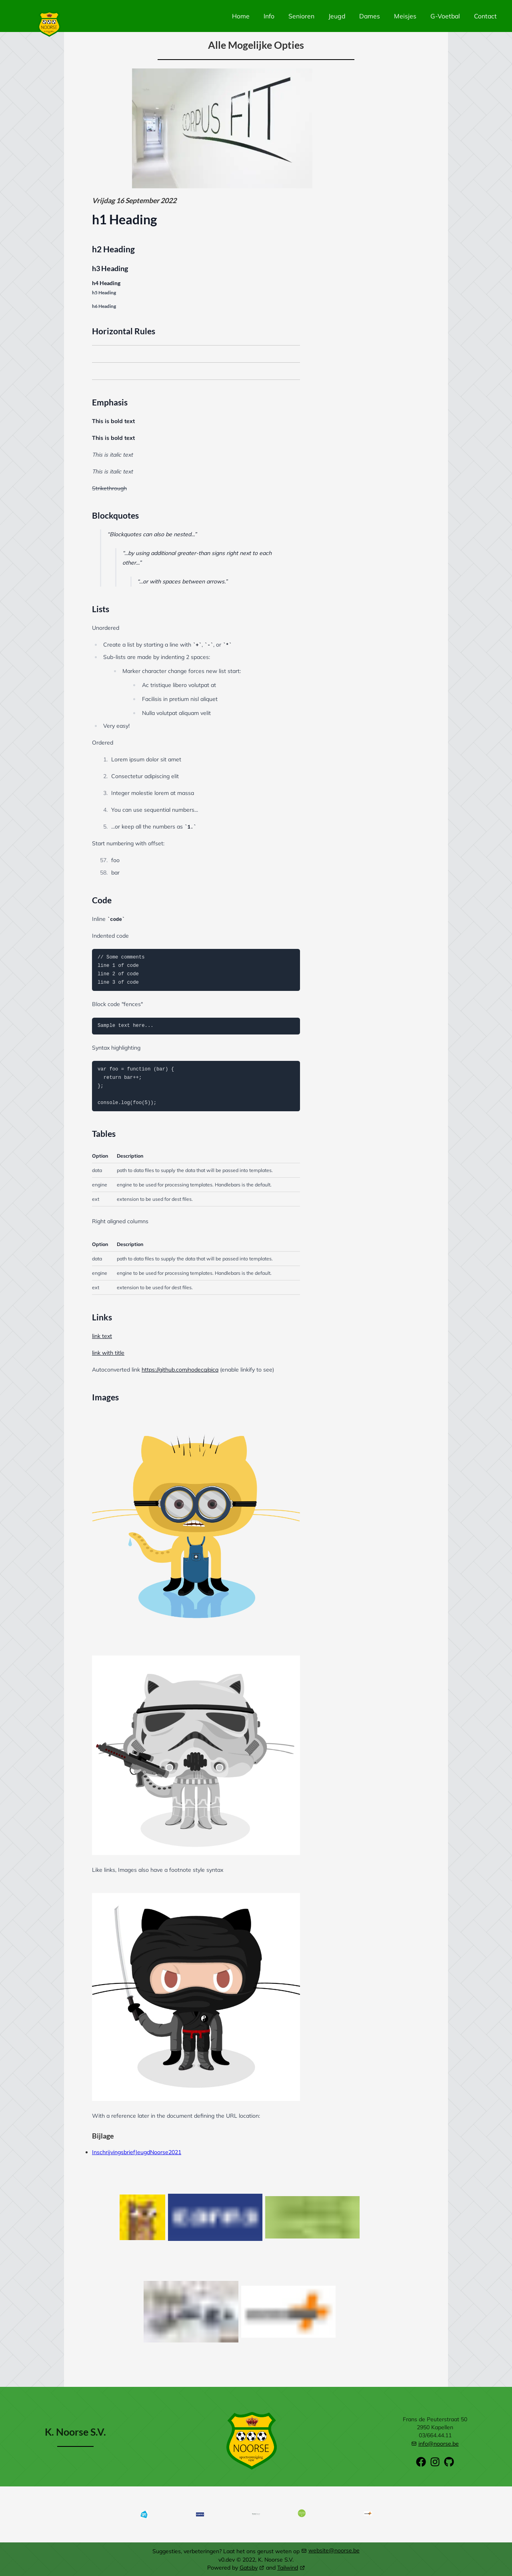 Home Info Senioren Jeugd Dames Meisjes G-Voetbal Contact
NOORSE
Alle Mogelijke Opties
CORPUS FIT
Vrijdag 16 September 2022
h1 Heading
h2 Heading
h3 Heading
h4 Heading
h5 Heading
h6 Heading
Horizontal Rules
Emphasis
This is bold text
This is bold text
This is italic text
This is italic text
Strikethrough
Blockquotes
"Blockquotes can also be nested..."
"...by using additional greater-than signs right next to each
other..."
"...or with spaces between arrows."
Lists
Unordered
Create a list by starting a line with `+`, `-`, or `*`
Sub-lists are made by indenting 2 spaces:
Marker character change forces new list start:
Ac tristique libero volutpat at
Facilisis in pretium nisl aliquet
Nulla volutpat aliquam velit
Very easy!
Ordered
1. Lorem ipsum dolor sit amet
2. Consectetur adipiscing elit
3. Integer molestie lorem at massa
4. You can use sequential numbers...
5. ...or keep all the numbers as `1.`
Start numbering with offset:
57. foo
58. bar
Code
Inline `code`
Indented code
// Some comments
line 1 of code
line 2 of code
line 3 of code
Block code "fences"
Sample text here...
Syntax highlighting
var foo = function (bar) {
return bar++;
};
console.log(foo(5));
Tables
Option Description
data path to data files to supply the data that will be passed into templates.
engine engine to be used for processing templates. Handlebars is the default.
ext extension to be used for dest files.
Right aligned columns
Option Description
data path to data files to supply the data that will be passed into templates.
engine engine to be used for processing templates. Handlebars is the default.
ext extension to be used for dest files.
Links
link text
link with title
Autoconverted link https://github.com/nodeca/pica (enable linkify to see)
Images
Like links, Images also have a footnote style syntax
With a reference later in the document defining the URL location:
Bijlage
InschrijvingsbriefJeugdNoorse2021
K. Noorse S.V.
NOORSE
Frans de Peuterstraat 50
2950 Kapellen
03/664.44.11
info@noorse.be
Suggesties, verbeteringen? Laat het ons gerust weten op website@noorse.be
v0.dev © 2022, K. Noorse S.V.
Powered by Gatsby and Tailwind